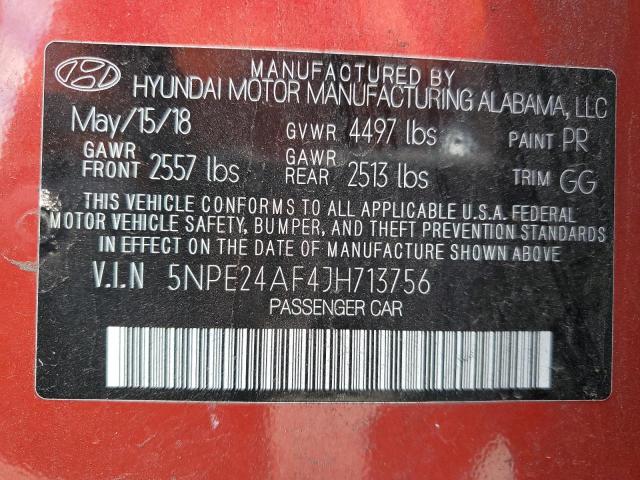 MANUFACTURED BY
HYUNDAI MOTOR MANUFACTURING ALABAMA, LLC
May/15/18 GVWR 4497 lbs PAINT PR
GAWR FRONT 2557 lbs GAWR REAR 2513 lbs TRIM GG
THIS VEHICLE CONFORMS TO ALL APPLICABLE U.S.A. FEDERAL
MOTOR VEHICLE SAFETY, BUMPER, AND THEFT PREVENTION STANDARDS
IN EFFECT ON THE DATE OF MANUFACTURE SHOWN ABOVE
V.I.N 5NPE24AF4JH713756
PASSENGER CAR